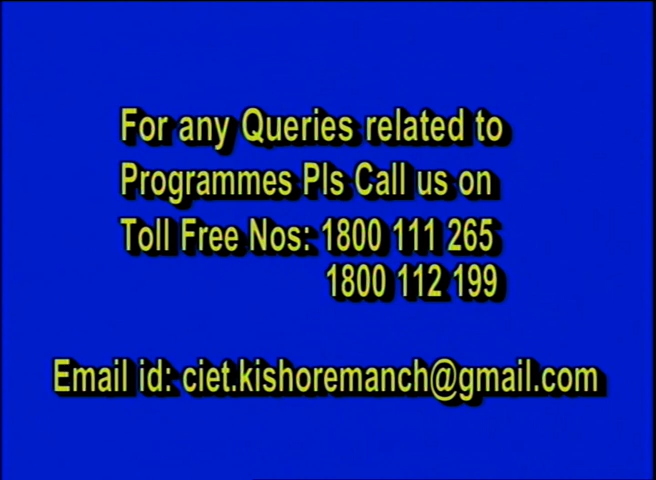 For any Queries related to
Programmes Pls Call us on
Toll Free Nos: 1800 111 265
1800 112 199
Email id: ciet.kishoremanch@gmail.com